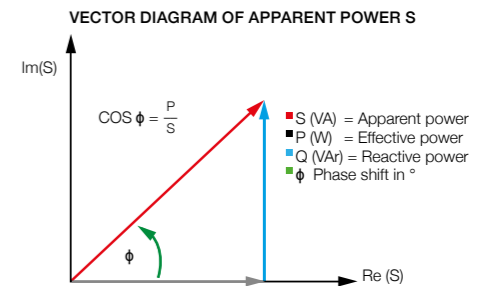 VECTOR DIAGRAM OF APPARENT POWER S
Im(S)
COS ϕ = P/S
S (VA) = Apparent power
P (W) = Effective power
Q (VAr) = Reactive power
ϕ Phase shift in °
ϕ
Re (S)